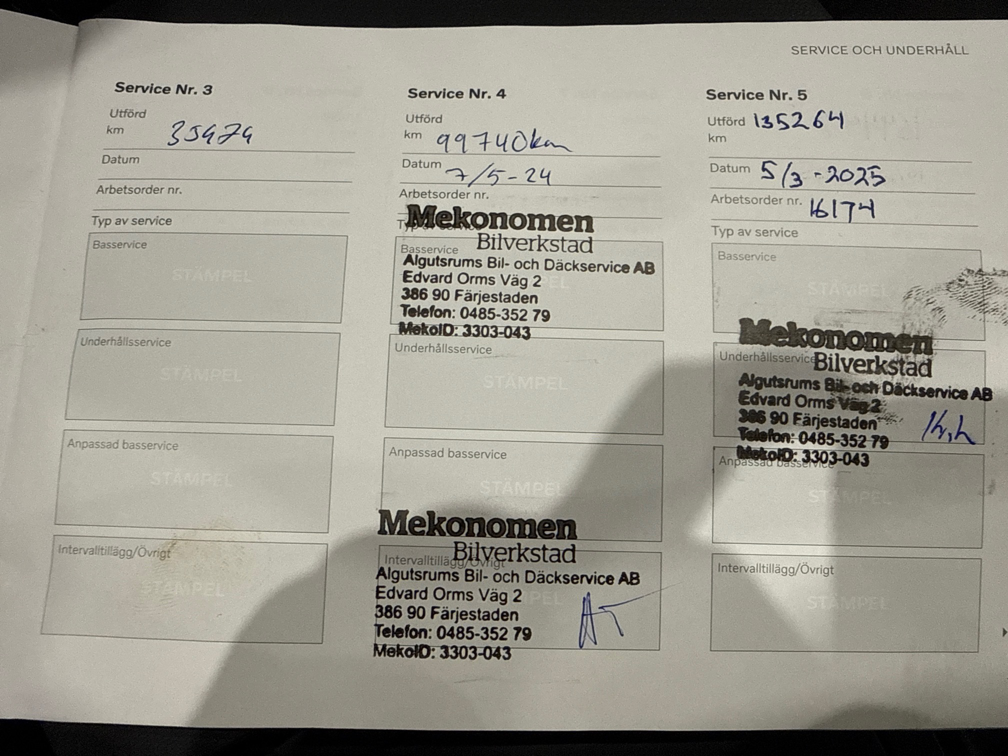 SERVICE OCH UNDERHÅLL
Service Nr. 3
Utförd
km 35474
Datum
Arbetsorder nr.
Typ av service
Basservice
STÄMPEL
Underhållsservice
STÄMPEL
Anpassad basservice
STÄMPEL
Intervalltillägg/Övrigt
STÄMPEL
Service Nr. 4
Utförd
km 99740km
Datum 7/5-24
Arbetsorder nr.
Mekonomen
Bilverkstad
Basservice
Algutsrums Bil- och Däckservice AB
Edvard Orms Väg 2
386 90 Färjestaden
Telefon: 0485-352 79
MekoID: 3303-043
Underhållsservice
STÄMPEL
Anpassad basservice
STÄMPEL
Mekonomen
Bilverkstad
Intervalltillägg/Övrigt
Algutsrums Bil- och Däckservice AB
Edvard Orms Väg 2
386 90 Färjestaden
Telefon: 0485-352 79
MekoID: 3303-043
Service Nr. 5
Utförd 135264
km
Datum 5/3-2025
Arbetsorder nr. 16174
Typ av service
Basservice
STÄMPEL
Mekonomen
Underhållsservice Bilverkstad
Algutsrums Bil- och Däckservice AB
Edvard Orms Väg 2
386 90 Färjestaden
Telefon: 0485-352 79
MekoID: 3303-043
Anpassad basservice
STÄMPEL
Intervalltillägg/Övrigt
STÄMPEL